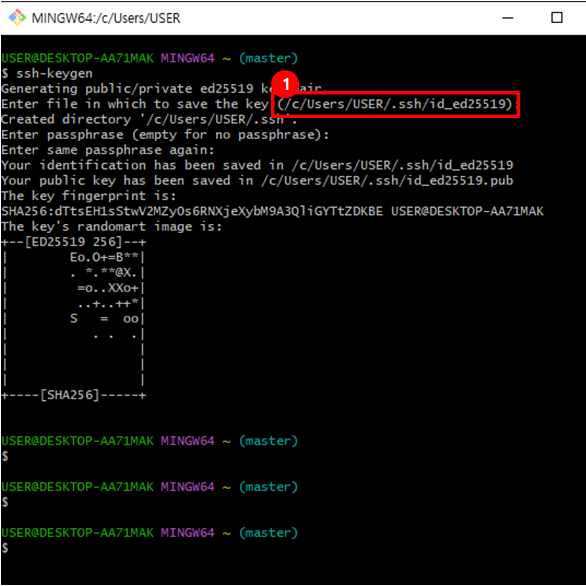 MINGW64:/c/Users/USER
USER@DESKTOP-AA71MAK MINGW64 ~ (master)
$ ssh-keygen
Generating public/private ed25519 key pair.
1
Enter file in which to save the key (/c/Users/USER/.ssh/id_ed25519):
Created directory '/c/Users/USER/.ssh'.
Enter passphrase (empty for no passphrase):
Enter same passphrase again:
Your identification has been saved in /c/Users/USER/.ssh/id_ed25519
Your public key has been saved in /c/Users/USER/.ssh/id_ed25519.pub
The key fingerprint is:
SHA256:dTtsEH1sStwV2MZyOs6RNXjeXybM9A3QliGYTtZDKBE USER@DESKTOP-AA71MAK
The key's randomart image is:
+--[ED25519 256]--+
|        Eo.O+=B**|
|        . *.**@X.|
|         =o..XXo+|
|         ..+..++*|
|        S   =  oo|
|           . .  .|
|                 |
|                 |
|                 |
+----[SHA256]-----+
USER@DESKTOP-AA71MAK MINGW64 ~ (master)
$
USER@DESKTOP-AA71MAK MINGW64 ~ (master)
$
USER@DESKTOP-AA71MAK MINGW64 ~ (master)
$